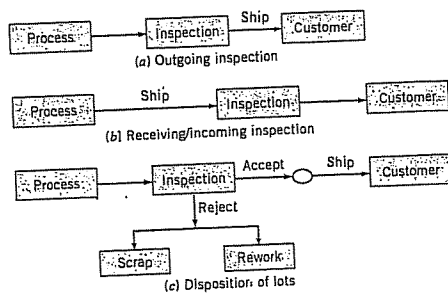 Ship
Process Inspection Customer
(a) Outgoing inspection
Ship
Process Inspection Customer
(b) Receiving/incoming inspection
Accept Ship
Process Inspection Customer
Reject
Scrap Rework
(c) Disposition of lots